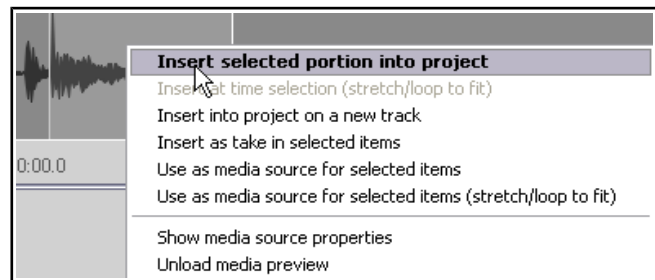 Insert selected portion into project
Insert at time selection (stretch/loop to fit)
Insert into project on a new track
Insert as take in selected items
0:00.0
Use as media source for selected items
Use as media source for selected items (stretch/loop to fit)
Show media source properties
Unload media preview